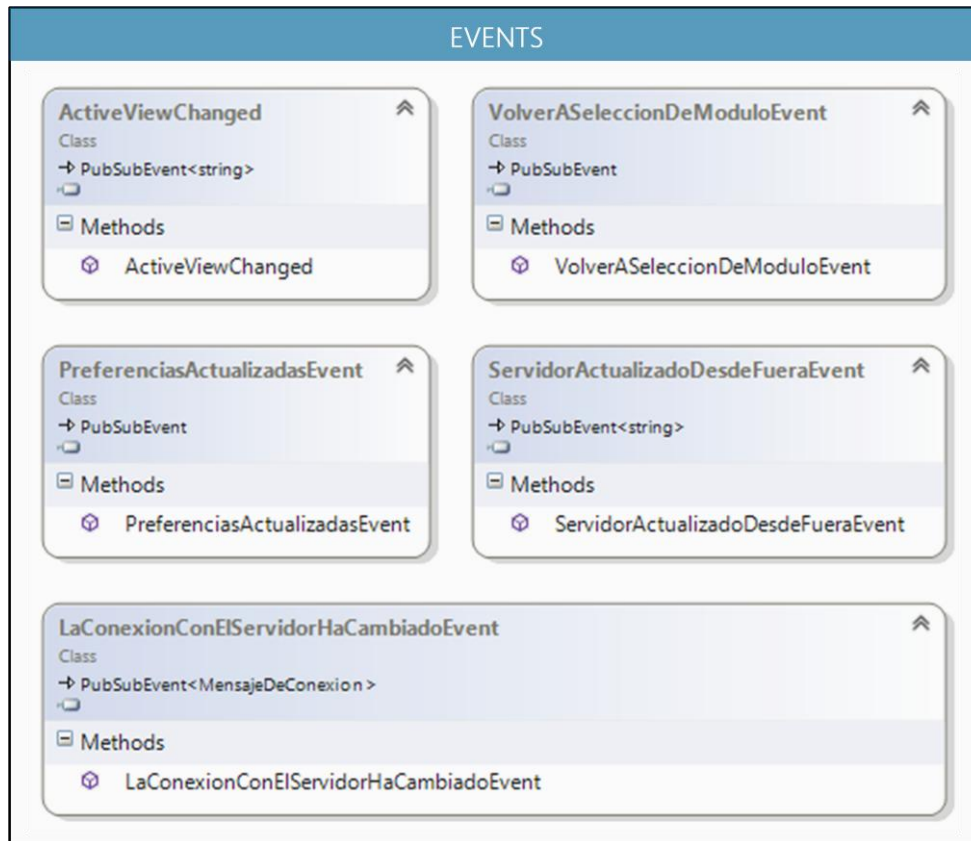 EVENTS
ActiveViewChanged
Class
PubSubEvent<string>
Methods
ActiveViewChanged
VolverASeleccionDeModuloEvent
Class
PubSubEvent
Methods
VolverASeleccionDeModuloEvent
PreferenciasActualizadasEvent
Class
PubSubEvent
Methods
PreferenciasActualizadasEvent
ServidorActualizadoDesdeFueraEvent
Class
PubSubEvent<string>
Methods
ServidorActualizadoDesdeFueraEvent
LaConexionConElServidorHaCambiadoEvent
Class
PubSubEvent<MensajeDeConexion>
Methods
LaConexionConElServidorHaCambiadoEvent